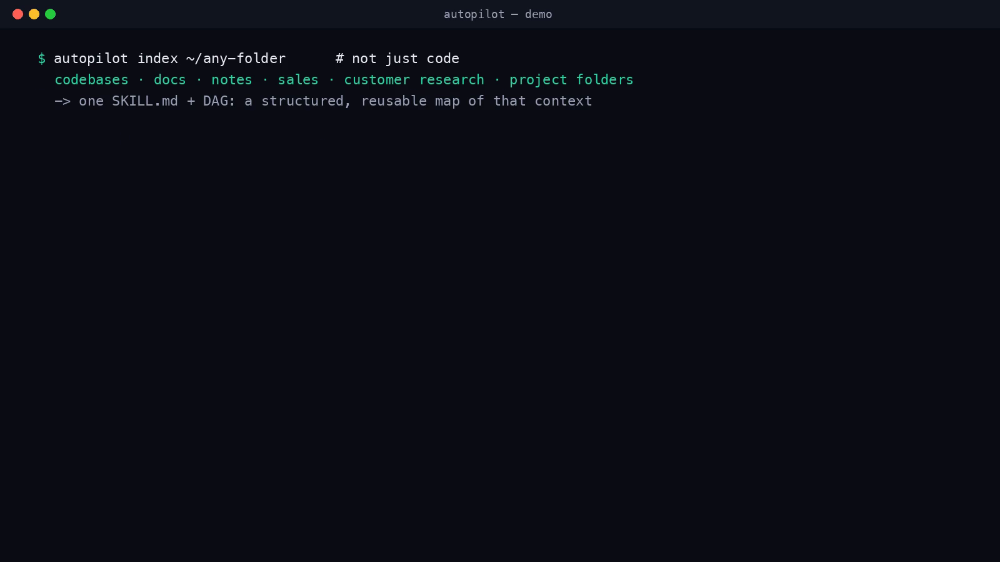 autopilot — demo
$ autopilot index ~/any-folder      # not just code
codebases · docs · notes · sales · customer research · project folders
—> one SKILL.md + DAG: a structured, reusable map of that context